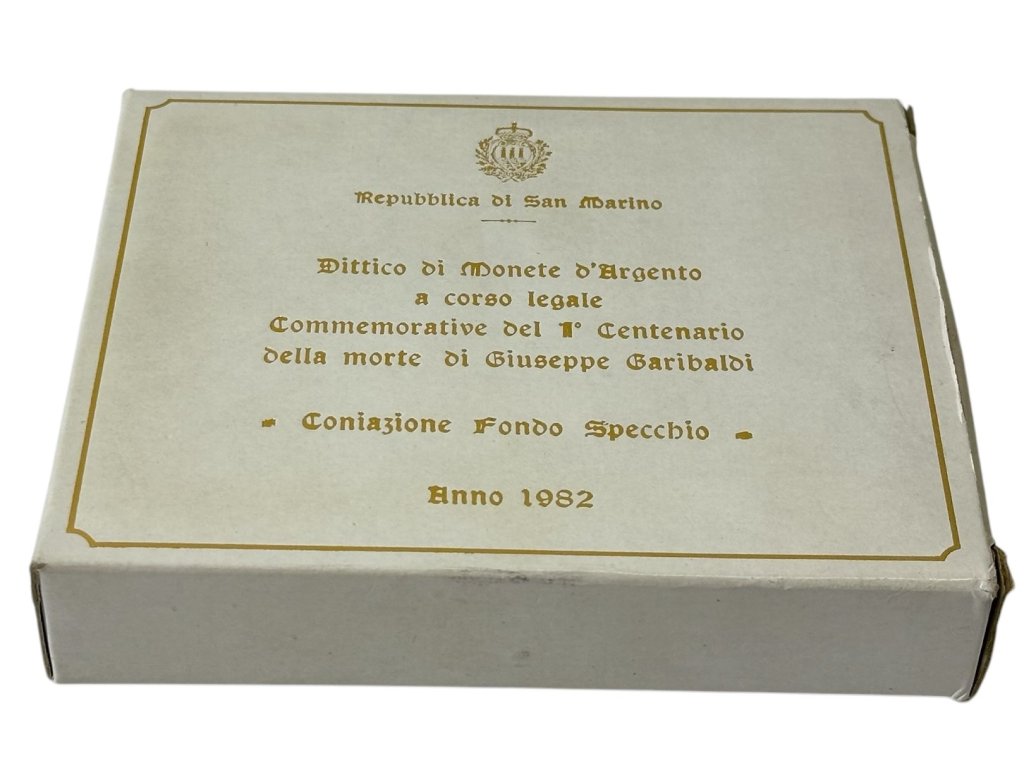 Repubblica di San Marino
Dittico di Monete d'Argento
a corso legale
Commemorative del 1° Centenario
della morte di Giuseppe Garibaldi
- Coniazione Fondo Specchio -
Anno 1982